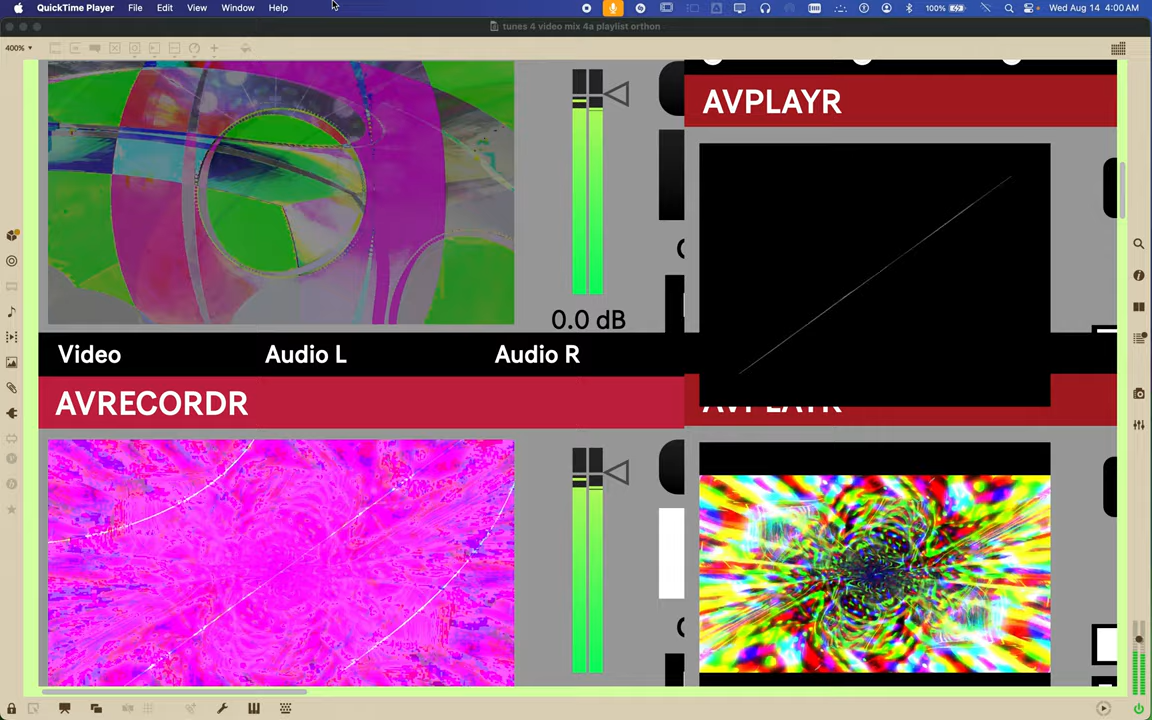 QuickTime Player File Edit View Window Help 100% Wed Aug 14 4:00 AM
tunes 4 video mix 4a playlist orthon
400%
AVPLAYR
0.0 dB
Video Audio L Audio R
AVRECORDR